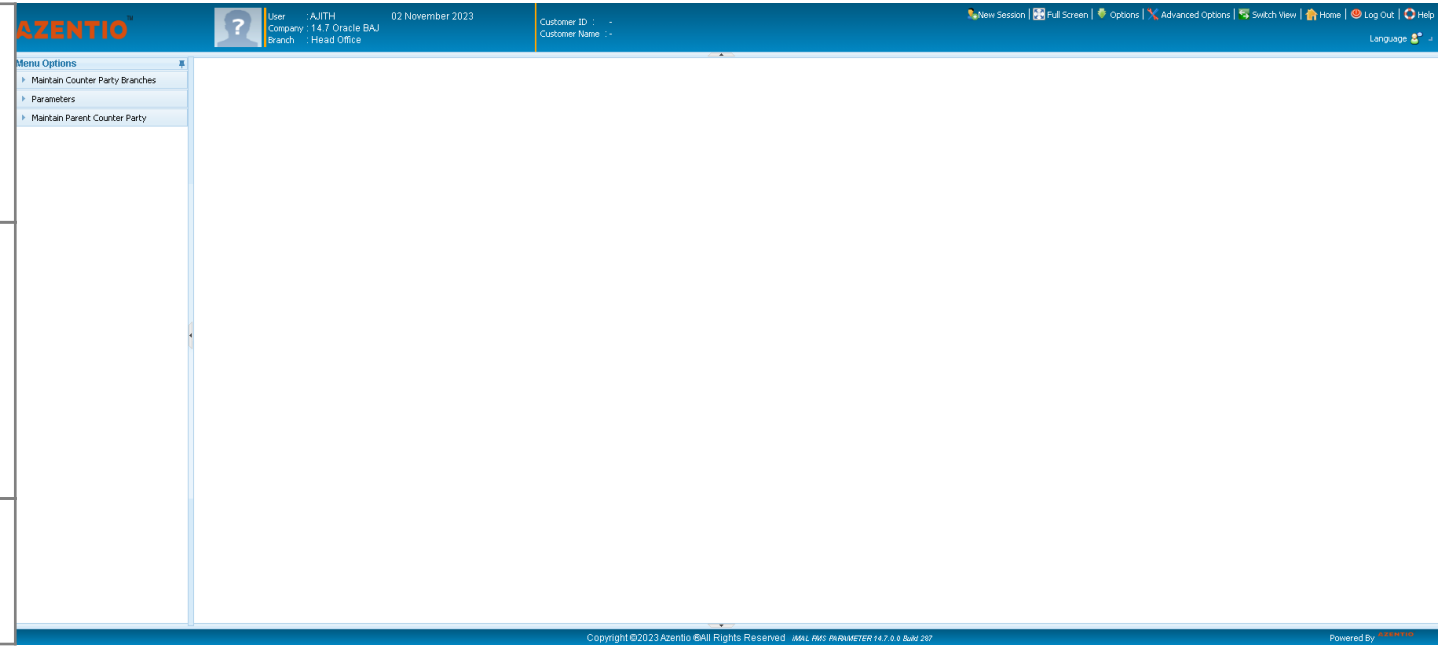 AZENTIO™
User : AJITH 02 November 2023
Company : 14.7 Oracle BAJ
Branch : Head Office
Customer ID : -
Customer Name : -
New Session | Full Screen | Options | Advanced Options | Switch View | Home | Log Out | Help
Language
Menu Options
Maintain Counter Party Branches
Parameters
Maintain Parent Counter Party
?
Copyright ©2023 Azentio ®All Rights Reserved IMAL FMS PARAMETER 14.7.0.0 Build 287
Powered By AZENTIO